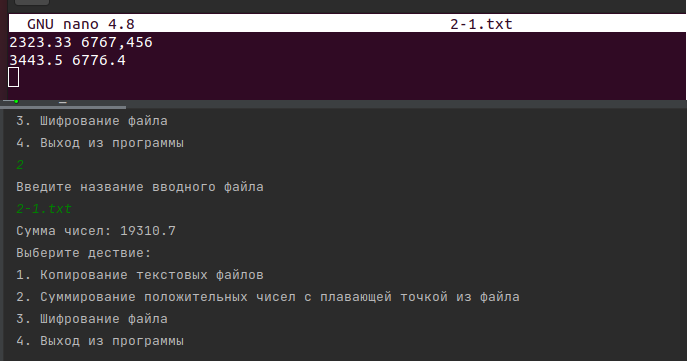 GNU nano 4.8 2-1.txt
2323.33 6767,456
3443.5 6776.4
3. Шифрование файла
4. Выход из программы
2
Введите название вводного файла
2-1.txt
Сумма чисел: 19310.7
Выберите дествие:
1. Копирование текстовых файлов
2. Суммирование положительных чисел с плавающей точкой из файла
3. Шифрование файла
4. Выход из программы